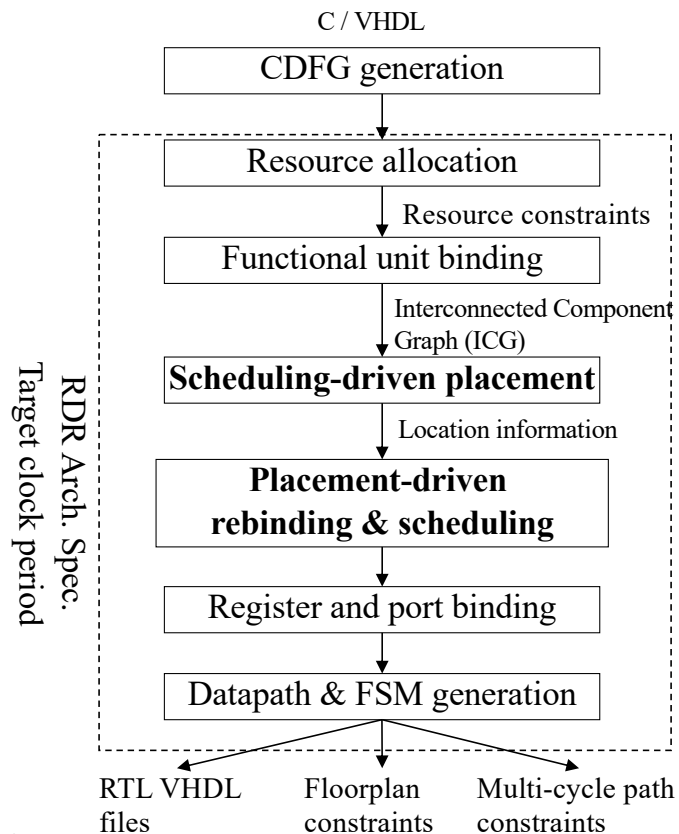 C / VHDL
CDFG generation
Resource allocation
Resource constraints
Functional unit binding
Interconnected Component
Graph (ICG)
Scheduling-driven placement
Location information
Placement-driven
rebinding & scheduling
Register and port binding
Datapath & FSM generation
RDR Arch. Spec.
Target clock period
RTL VHDL
files
Floorplan
constraints
Multi-cycle path
constraints